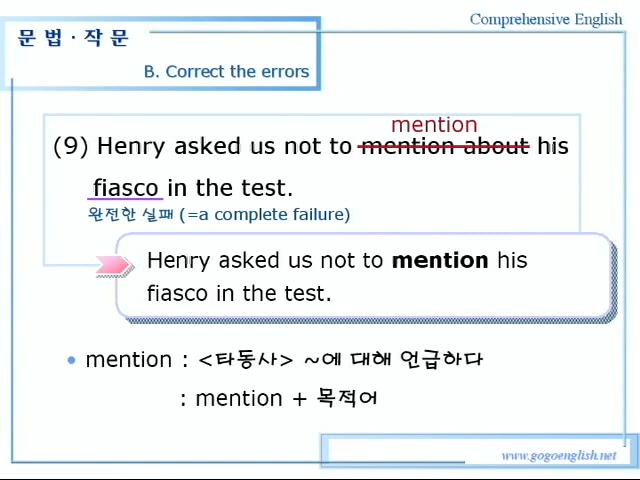 Comprehensive English
문 법 · 작 문
B. Correct the errors
mention
(9) Henry asked us not to mention about his
fiasco in the test.
완전한 실패 (=a complete failure)
Henry asked us not to mention his
fiasco in the test.
• mention : <타동사> ~에 대해 언급하다
: mention + 목적어
www.gogoenglish.net